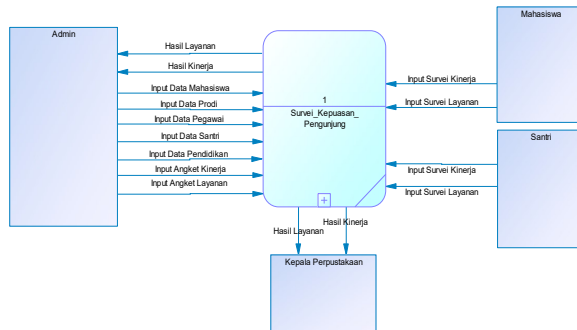 Admin
Hasil Layanan
Hasil Kinerja
Input Data Mahasiswa
Input Data Prodi
Input Data Pegawai
Input Data Santri
Input Data Pendidikan
Input Angket Kinerja
Input Angket Layanan
1
Survei_Kepuasan_
Pengunjung
Mahasiswa
Input Survei Kinerja
Input Survei Layanan
Santri
Input Survei Kinerja
Input Survei Layanan
Hasil Layanan
Hasil Kinerja
Kepala Perpustakaan